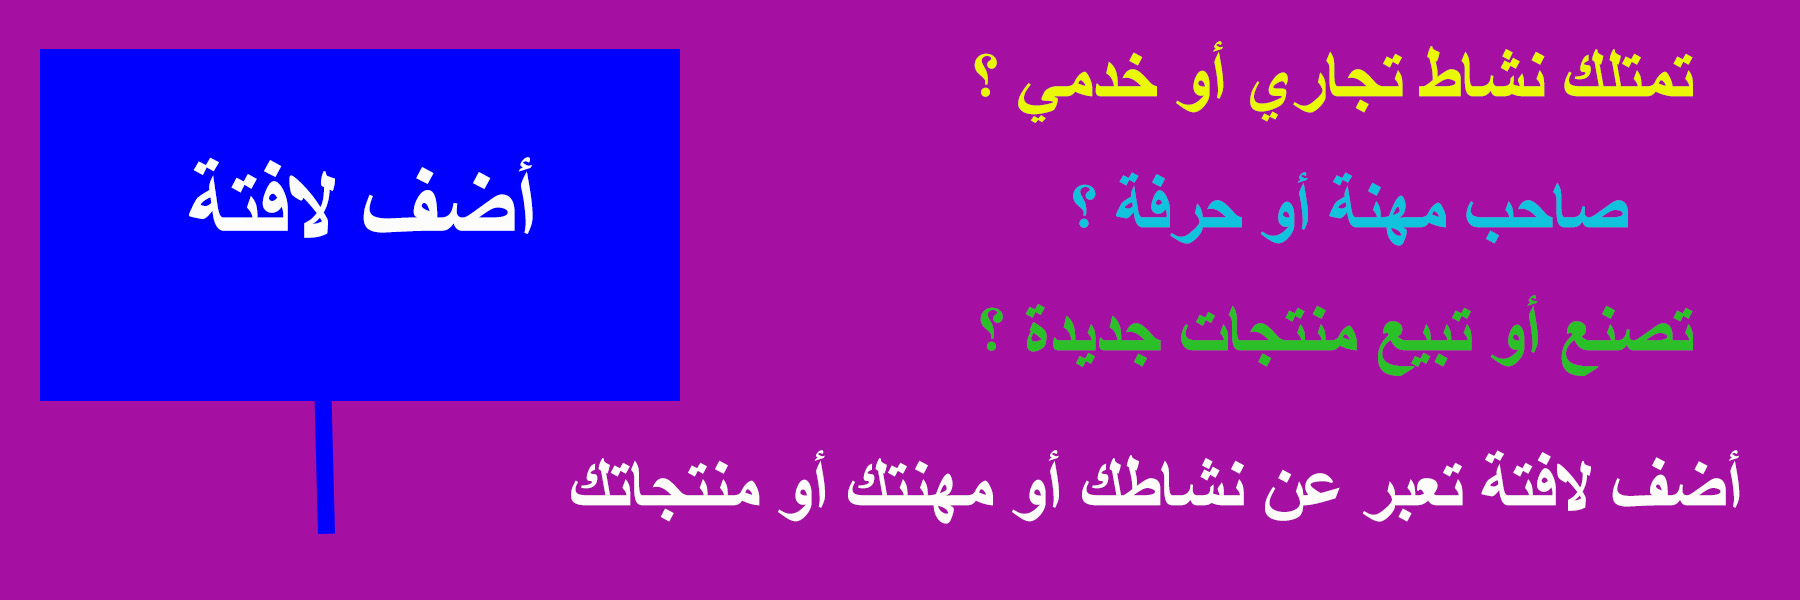 تمتلك نشاط تجاري أو خدمي ؟
صاحب مهنة أو حرفة ؟
تصنع أو تبيع منتجات جديدة ؟
أضف لافتة تعبر عن نشاطك أو مهنتك أو منتجاتك
أضف لافتة